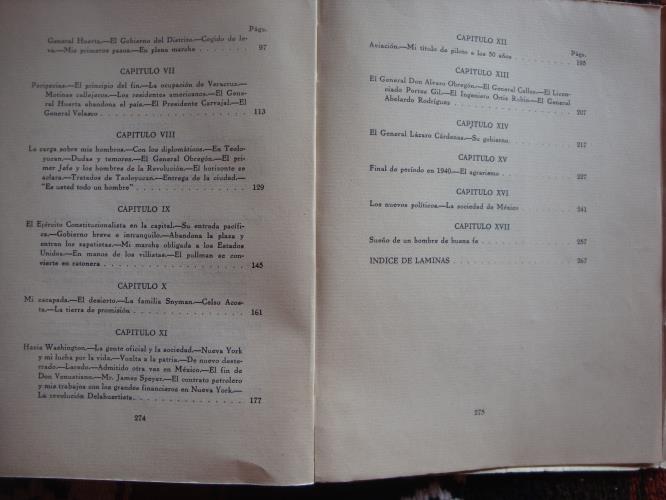 Págs.
General Huerta.—El Gobierno del Distrito.—Cogido de le-
va.—Mis primeros pasos.—En plena marcha . . . . . . 97
CAPITULO VII
Peripecias.—El principio del fin.—La ocupación de Veracruz.—
Motines callejeros.—Los residentes americanos.—El Gene-
ral Huerta abandona el país.—El Presidente Carvajal.—El
General Velasco . . . . . . . . . . 113
CAPITULO VIII
La carga sobre mis hombros.—Con los diplomáticos.—En Teolo-
yucan.—Dudas y temores.—El General Obregón.—El pri-
mer Jefe y los hombres de la Revolución.—El horizonte se
aclara.—Tratados de Teoloyucan.—Entrega de la ciudad.—
"Es usted todo un hombre" . . . . . . . . . 129
CAPITULO IX
El Ejército Constitucionalista en la capital.—Su entrada pacífi-
ca.—Gobierno breve e intranquilo.—Abandona la plaza y
entran los zapatistas.—Mi marcha obligada a los Estados
Unidos.—En manos de los villistas.—El pullman se con-
vierte en ratonera . . . . . . . . . . 145
CAPITULO X
Mi escapada.—El desierto.—La familia Snyman.—Celso Acos-
ta.—La tierra de promisión . . . . . . . . . 161
CAPITULO XI
Hacia Washington.—La gente oficial y la sociedad.—Nueva York
y mi lucha por la vida.—Vuelta a la patria.—De nuevo deste-
rrado.—Laredo.—Admitido otra vez en México.—El fin de
Don Venustiano.—Mr. James Speyer.—El contrato petrolero
y mis trabajos con los grandes financieros en Nueva York.—
La revolución Delahuertista . . . . . . . . . 177
274
CAPITULO XII
Págs.
Aviación.—Mi título de piloto a los 50 años . . . . . . 195
CAPITULO XIII
El General Don Alvaro Obregón.—El General Calles.—El Licen-
ciado Portes Gil.—El Ingeniero Ortiz Rubio.—El General
Abelardo Rodríguez . . . . . . . . . . 207
CAPITULO XIV
El General Lázaro Cárdenas.—Su gobierno . . . . . . 217
CAPITULO XV
Final de período en 1940.—El agrarismo . . . . . . . 227
CAPITULO XVI
Los nuevos políticos.—La sociedad de México . . . . . 241
CAPITULO XVII
Sueño de un hombre de buena fe . . . . . . . . 257
INDICE DE LAMINAS . . . . . . . . . 267
275